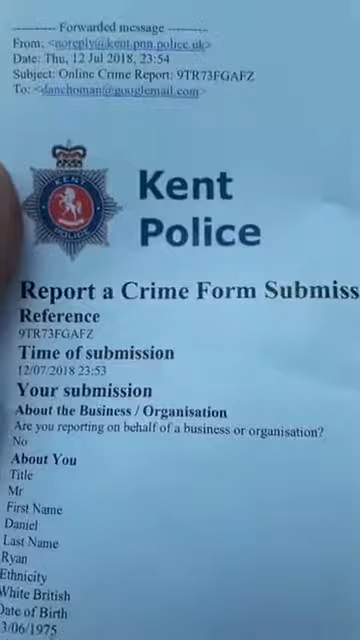 ---------- Forwarded message ----------
From: <noreply@kent.pnn.police.uk>
Date: Thu, 12 Jul 2018, 23:54
Subject: Online Crime Report: 9TR73FGAFZ
To: <danchoman@googlemail.com>
KENT
POLICE
Kent
Police
Report a Crime Form Submiss
Reference
9TR73FGAFZ
Time of submission
12/07/2018 23:53
Your submission
About the Business / Organisation
Are you reporting on behalf of a business or organisation?
No
About You
Title
Mr
First Name
Daniel
Last Name
Ryan
Ethnicity
White British
Date of Birth
3/06/1975